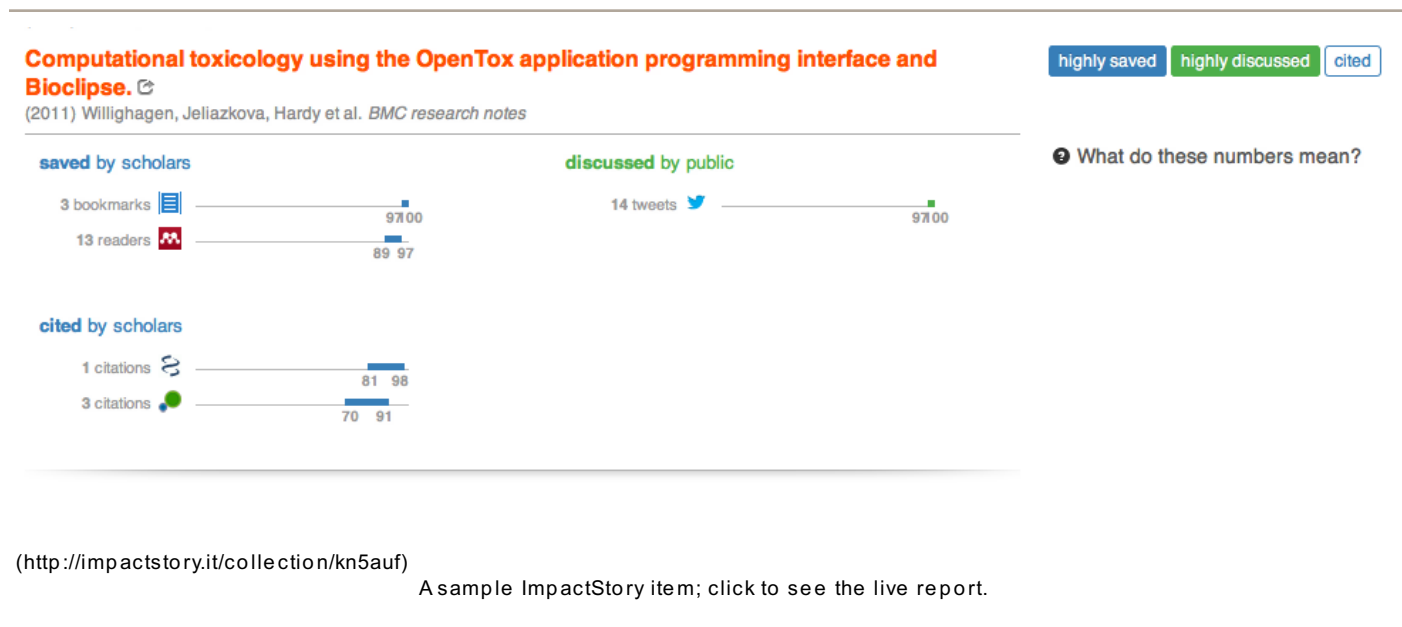 Computational toxicology using the OpenTox application programming interface and
Bioclipse.
(2011) Willighagen, Jeliazkova, Hardy et al. BMC research notes
highly saved highly discussed cited
What do these numbers mean?
saved by scholars
3 bookmarks
97 100
13 readers
89 97
discussed by public
14 tweets
97 100
cited by scholars
1 citations
81 98
3 citations
70 91
(http://impactstory.it/collection/kn5auf)
A sample ImpactStory item; click to see the live report.